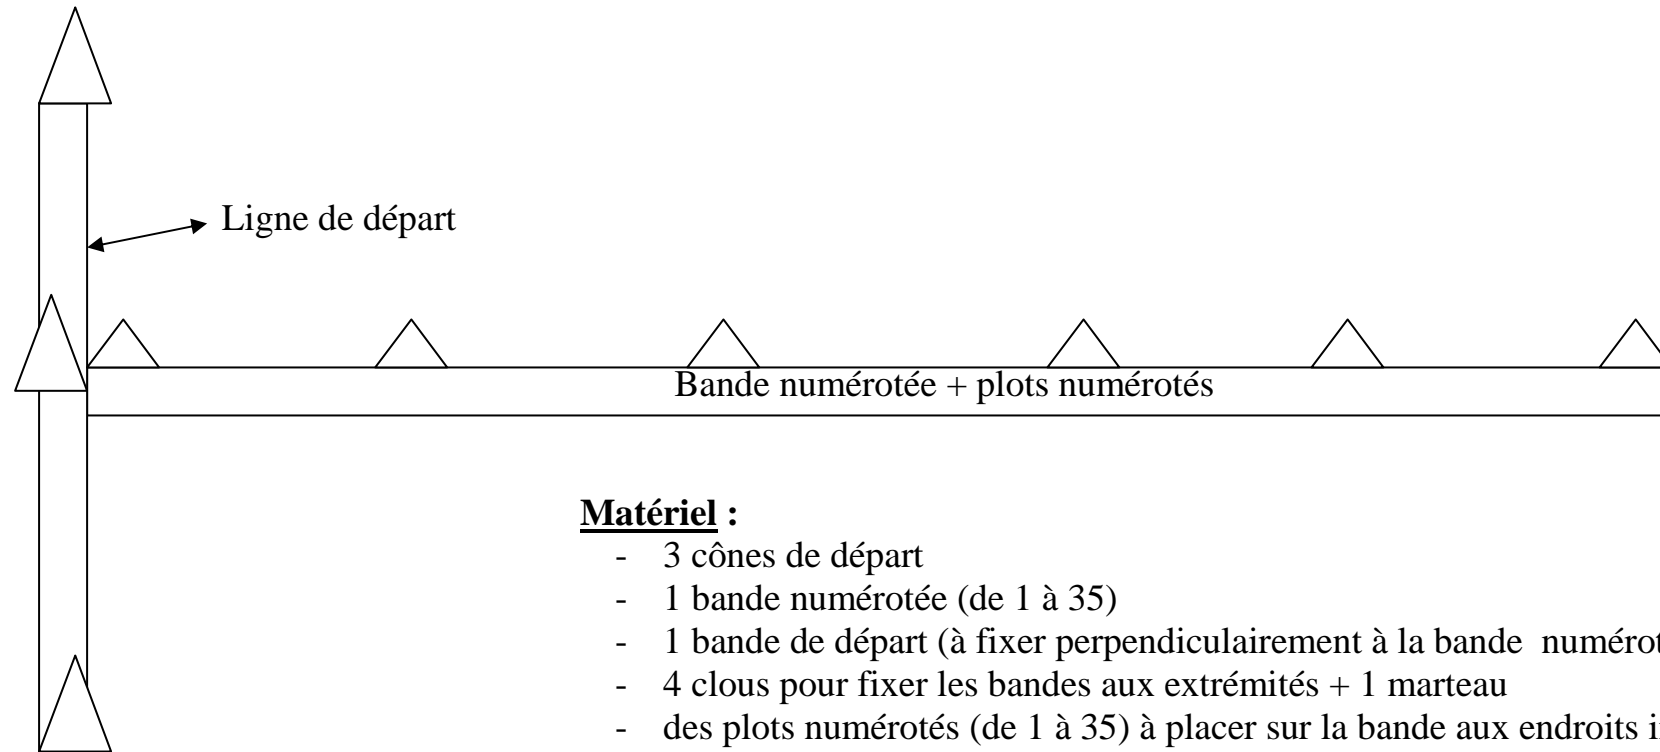 Ligne de départ
Bande numérotée + plots numérotés
Matériel :
- 3 cônes de départ
- 1 bande numérotée (de 1 à 35)
- 1 bande de départ (à fixer perpendiculairement à la bande
- 4 clous pour fixer les bandes aux extrémités + 1 marteau
- des plots numérotés (de 1 à 35) à placer sur la bande aux endroits